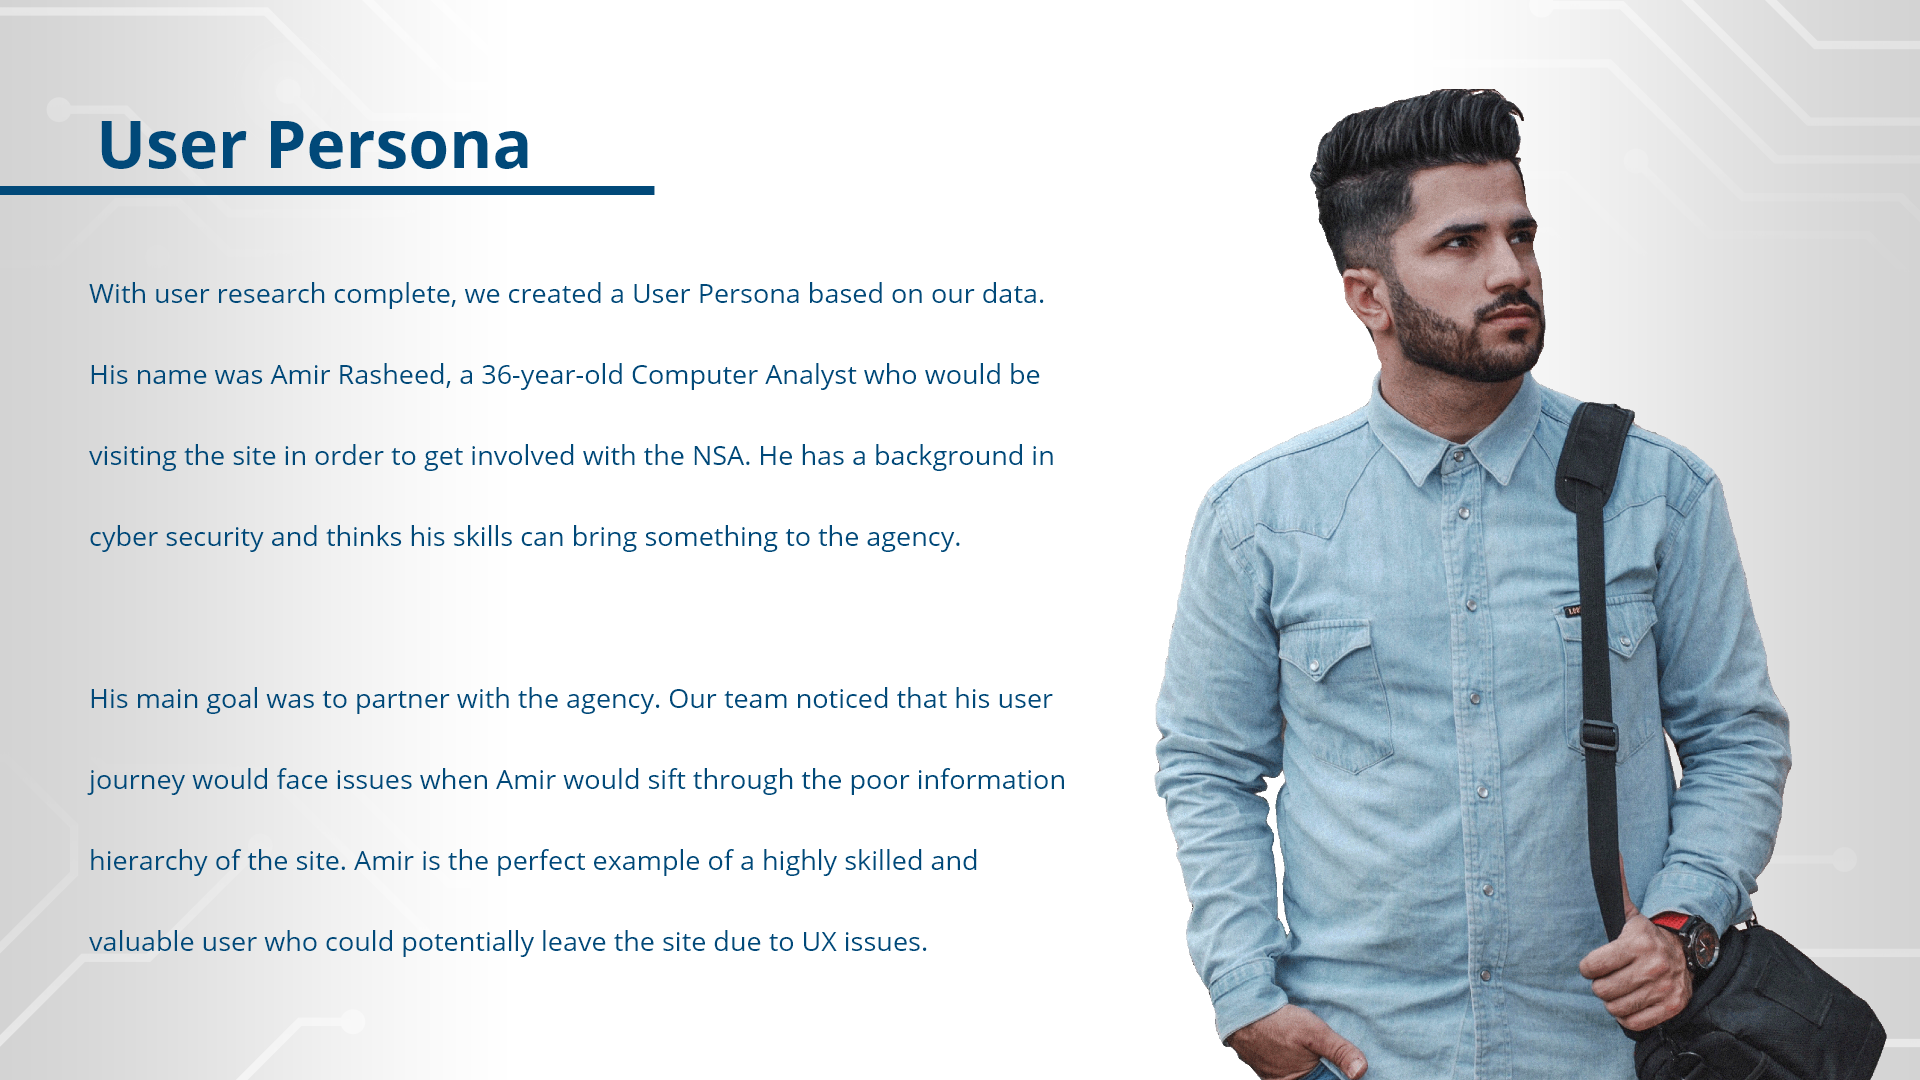 User Persona
With user research complete, we created a User Persona based on our data.
His name was Amir Rasheed, a 36-year-old Computer Analyst who would be
visiting the site in order to get involved with the NSA. He has a background in
cyber security and thinks his skills can bring something to the agency.
His main goal was to partner with the agency. Our team noticed that his user
journey would face issues when Amir would sift through the poor information
hierarchy of the site. Amir is the perfect example of a highly skilled and
valuable user who could potentially leave the site due to UX issues.